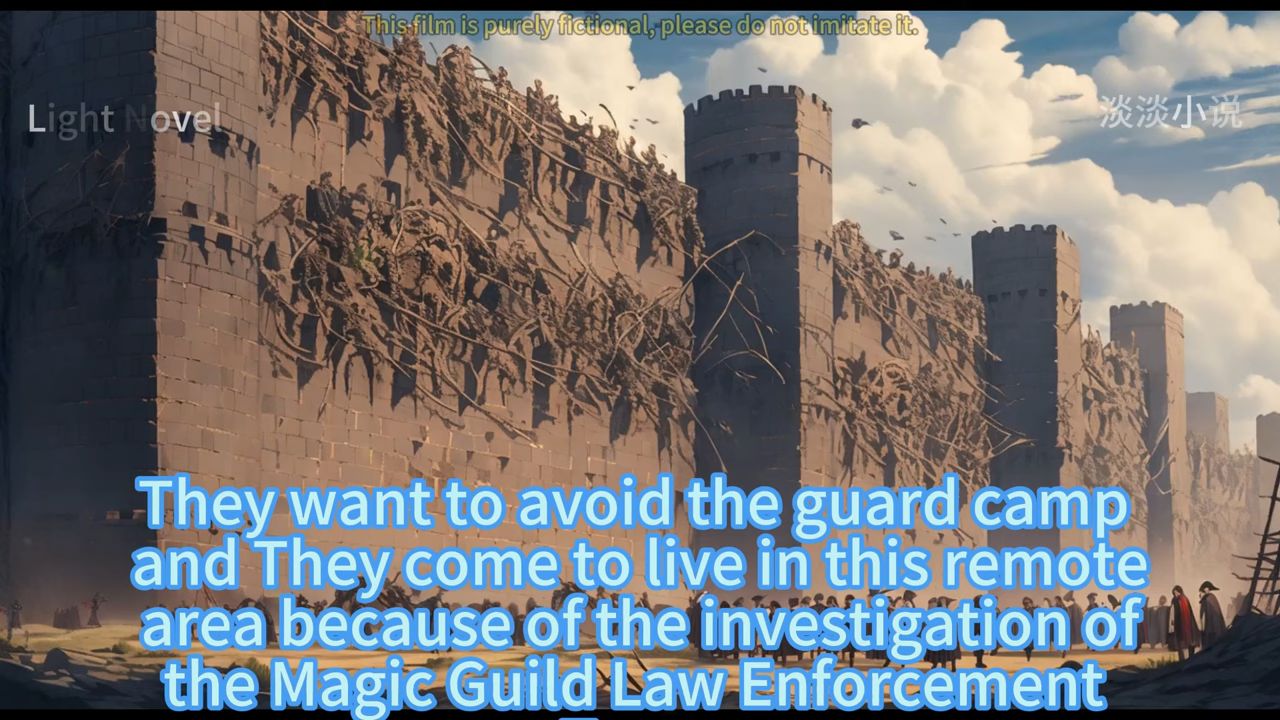 This film is purely fictional, please do not imitate it.
Light Novel
淡淡小说
They want to avoid the guard camp
and They come to live in this remote
area because of the investigation of
the Magic Guild Law Enforcement